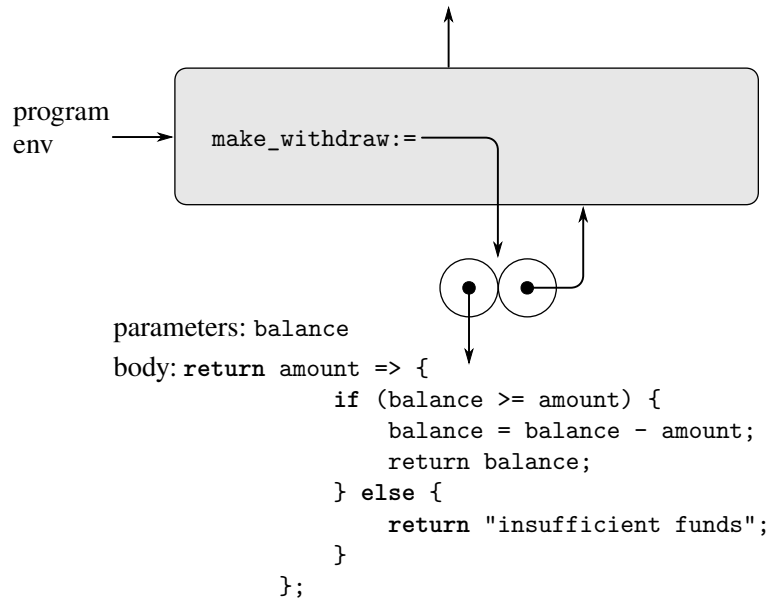 program
env
make_withdraw:=
parameters: balance
body: return amount => {
if (balance >= amount) {
balance = balance - amount;
return balance;
} else {
return "insufficient funds";
}
};